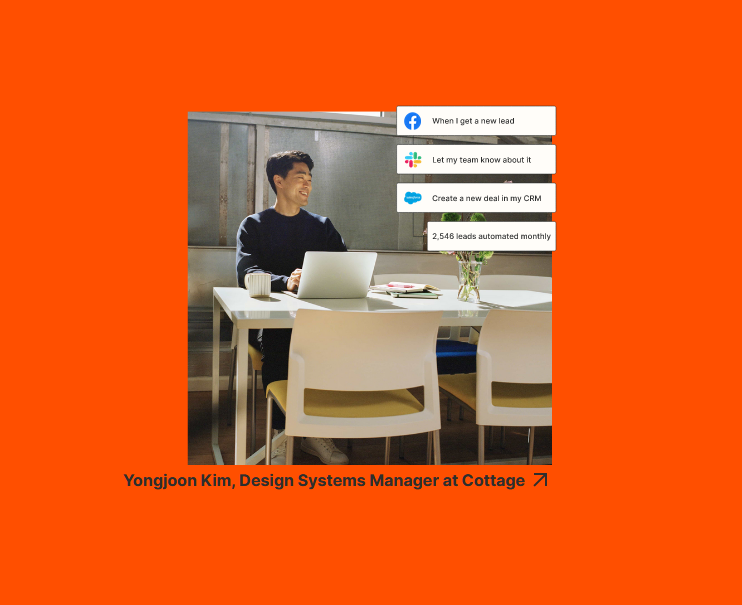 When I get a new lead
Let my team know about it
Create a new deal in my CRM
2,546 leads automated monthly
Yongjoon Kim, Design Systems Manager at Cottage